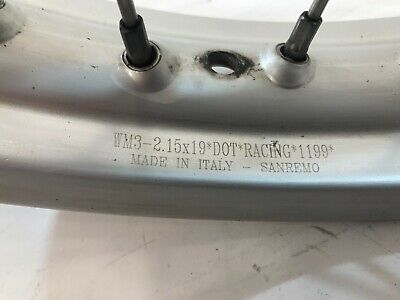 WM3-2.15x19*DOT*RACING*1199*
MADE IN ITALY - SANREMO